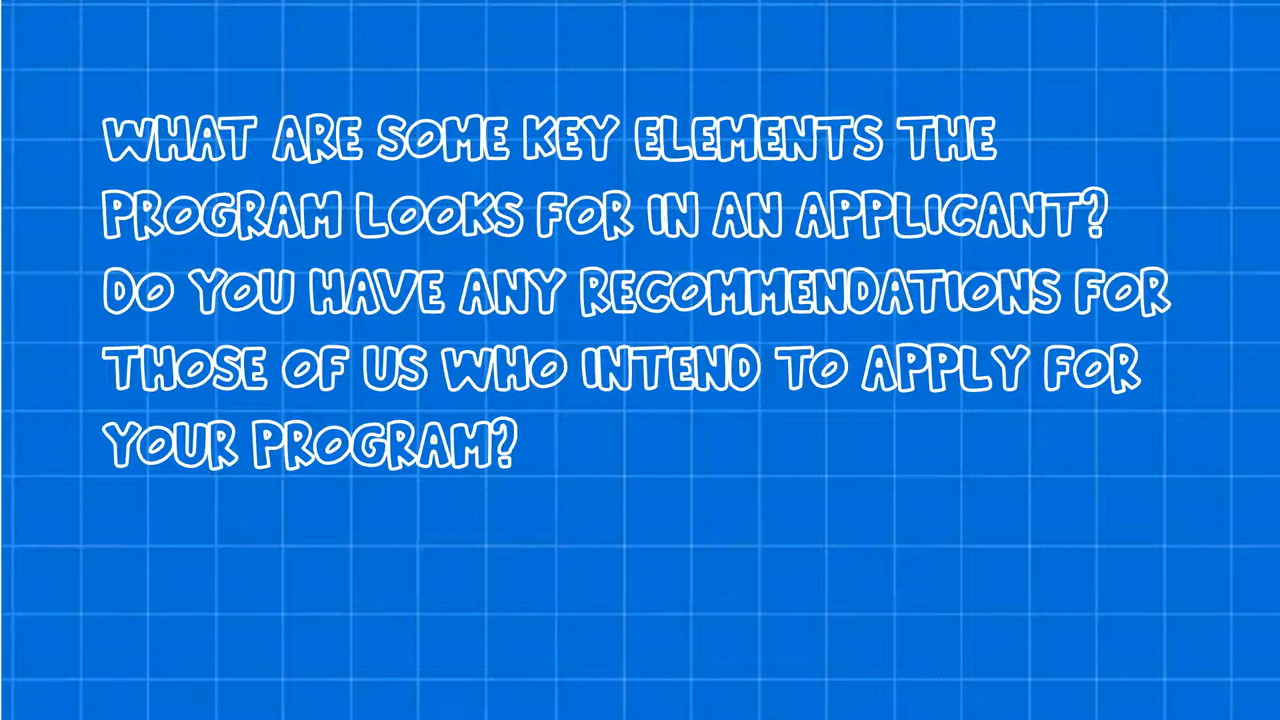 WHAT ARE SOME KEY ELEMENTS THE
PROGRAM LOOKS FOR IN AN APPLICANT?
DO YOU HAVE ANY RECOMMENDATIONS FOR
THOSE OF US WHO INTEND TO APPLY FOR
YOUR PROGRAM?